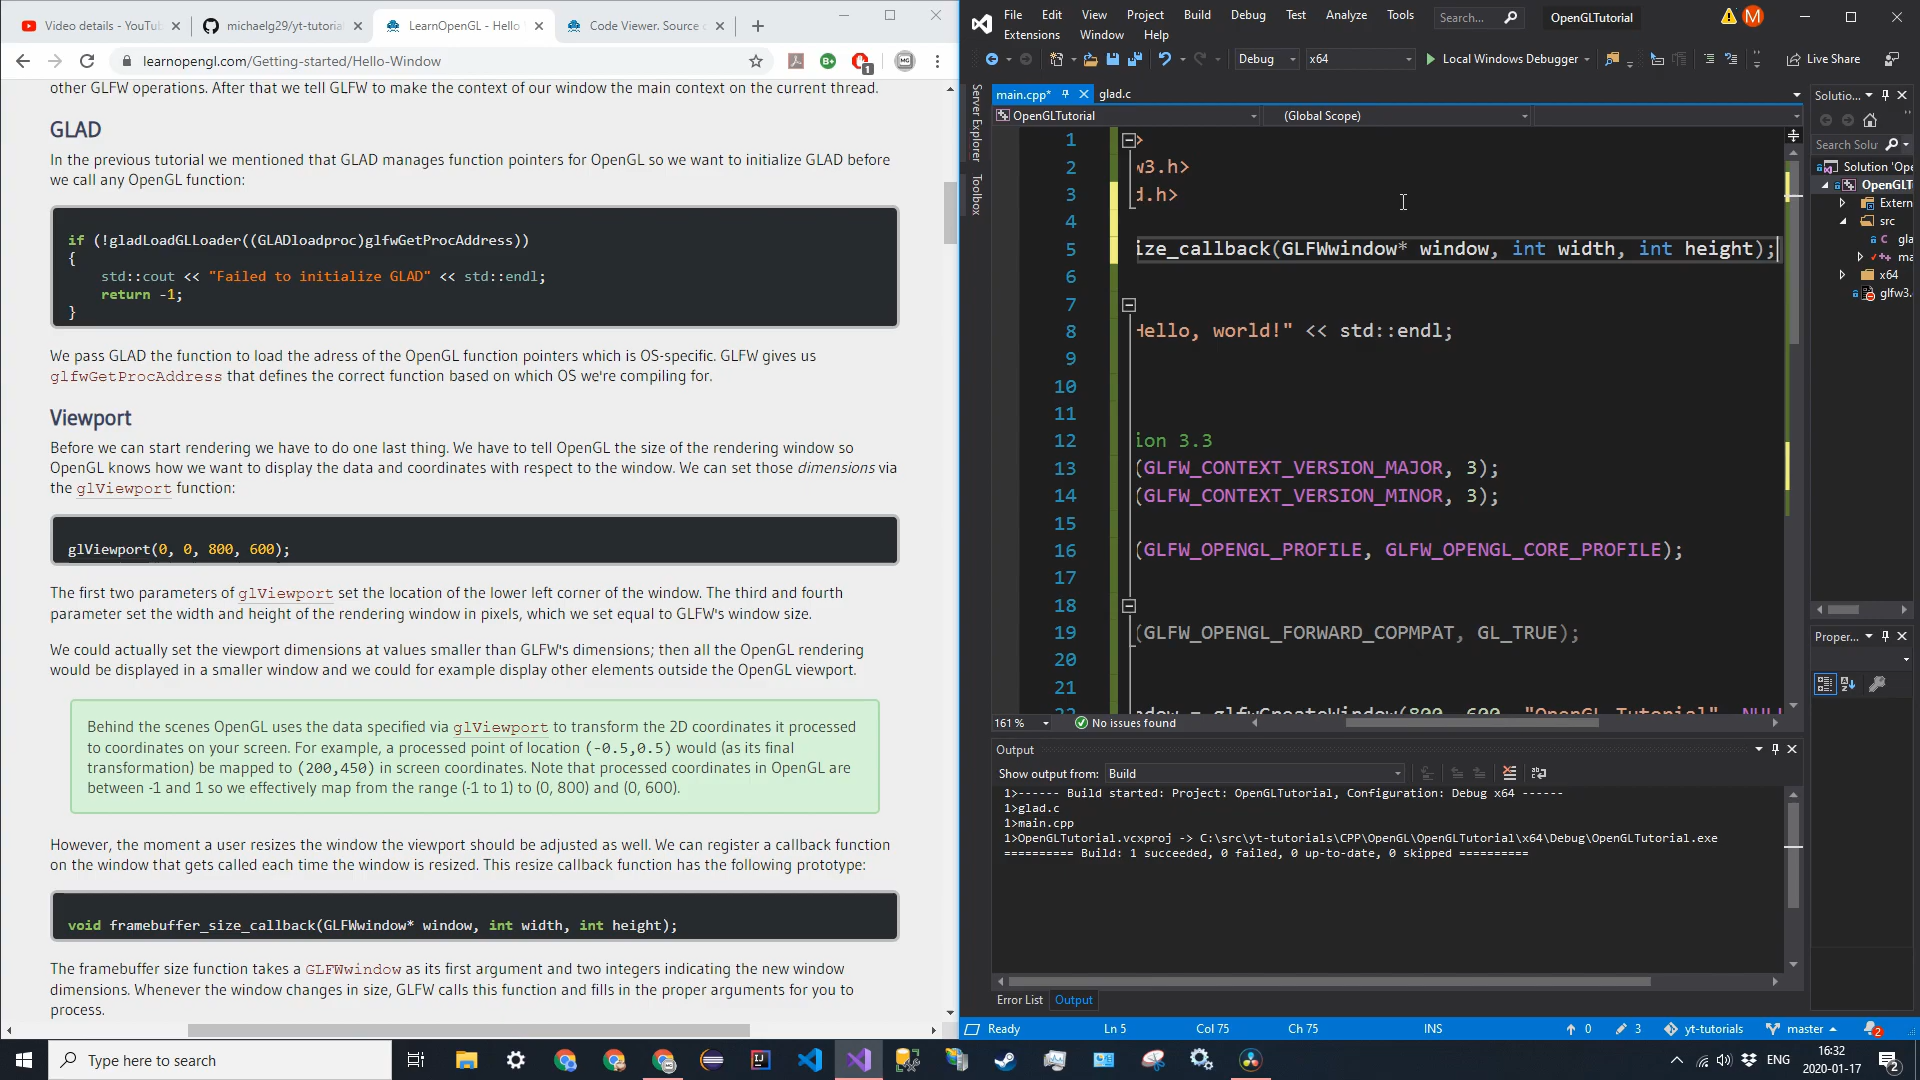 Video details - YouTub
michaelg29/yt-tutoria
LearnOpenGL - Hello
Code Viewer. Source c
learnopengl.com/Getting-started/Hello-Window
other GLFW operations. After that we tell GLFW to make the context of our window the main context on the current thread.
GLAD
In the previous tutorial we mentioned that GLAD manages function pointers for OpenGL so we want to initialize GLAD before
we call any OpenGL function:
if (!gladLoadGLLoader((GLADloadproc)glfwGetProcAddress))
{
std::cout << "Failed to initialize GLAD" << std::endl;
return -1;
}
We pass GLAD the function to load the adress of the OpenGL function pointers which is OS-specific. GLFW gives us
glfwGetProcAddress that defines the correct function based on which OS we're compiling for.
Viewport
Before we can start rendering we have to do one last thing. We have to tell OpenGL the size of the rendering window so
OpenGL knows how we want to display the data and coordinates with respect to the window. We can set those dimensions via
the glViewport function:
glViewport(0, 0, 800, 600);
The first two parameters of glViewport set the location of the lower left corner of the window. The third and fourth
parameter set the width and height of the rendering window in pixels, which we set equal to GLFW's window size.
We could actually set the viewport dimensions at values smaller than GLFW's dimensions; then all the OpenGL rendering
would be displayed in a smaller window and we could for example display other elements outside the OpenGL viewport.
Behind the scenes OpenGL uses the data specified via glViewport to transform the 2D coordinates it processed
to coordinates on your screen. For example, a processed point of location (-0.5,0.5) would (as its final
transformation) be mapped to (200,450) in screen coordinates. Note that processed coordinates in OpenGL are
between -1 and 1 so we effectively map from the range (-1 to 1) to (0, 800) and (0, 600).
However, the moment a user resizes the window the viewport should be adjusted as well. We can register a callback function
on the window that gets called each time the window is resized. This resize callback function has the following prototype:
void framebuffer_size_callback(GLFWwindow* window, int width, int height);
The framebuffer size function takes a GLFWwindow as its first argument and two integers indicating the new window
dimensions. Whenever the window changes in size, GLFW calls this function and fills in the proper arguments for you to
process.
File Edit View Project Build Debug Test Analyze Tools Search... OpenGLTutorial M
Extensions Window Help
Debug x64 Local Windows Debugger Live Share
Server Explorer
Toolbox
main.cpp* glad.c
OpenGLTutorial (Global Scope)
1 >
2 w3.h>
3 d.h>
4
5 ize_callback(GLFWwindow* window, int width, int height);
6
7
8 Hello, world!" << std::endl;
9
10
11
12 ion 3.3
13 (GLFW_CONTEXT_VERSION_MAJOR, 3);
14 (GLFW_CONTEXT_VERSION_MINOR, 3);
15
16 (GLFW_OPENGL_PROFILE, GLFW_OPENGL_CORE_PROFILE);
17
18
19 (GLFW_OPENGL_FORWARD_COPMPAT, GL_TRUE);
20
21
22 ndow = glfwCreateWindow(800, 600, "OpenGL Tutorial", NULL
161 % No issues found
Output
Show output from: Build
1>------ Build started: Project: OpenGLTutorial, Configuration: Debug x64 ------
1>glad.c
1>main.cpp
1>OpenGLTutorial.vcxproj -> C:\src\yt-tutorials\CPP\OpenGL\OpenGLTutorial\x64\Debug\OpenGLTutorial.exe
========== Build: 1 succeeded, 0 failed, 0 up-to-date, 0 skipped ==========
Error List Output
Solutio...
Search Solu
Solution 'Ope
OpenGLT
Extern
src
gla
ma
x64
glfw3.
Proper...
Ready Ln 5 Col 75 Ch 75 INS 0 3 yt-tutorials master 2
Type here to search
ENG
16:32
2020-01-17
2